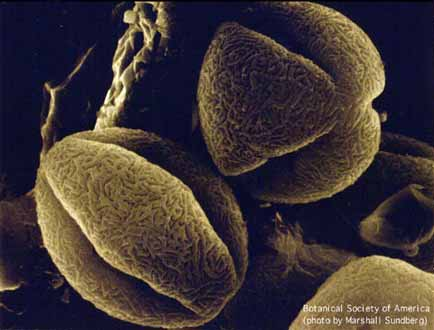 Botanical Society of America
(photo by Marshall Sundberg)